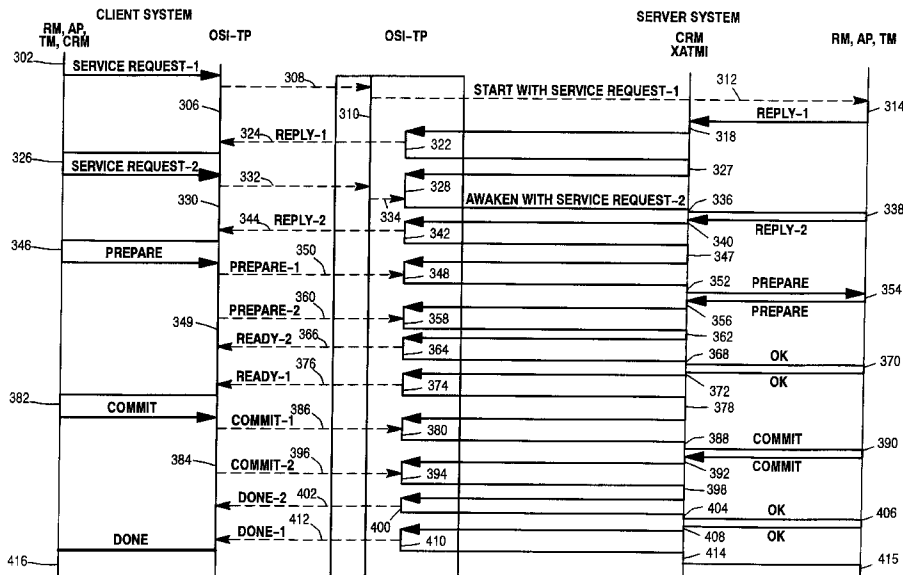 CLIENT SYSTEM
SERVER SYSTEM
RM, AP,
TM, CRM
OSI-TP
OSI-TP
CRM
XATMI
RM, AP, TM
302
SERVICE REQUEST-1
308
312
START WITH SERVICE REQUEST-1
306
310
314
324 REPLY-1
REPLY-1
318
322
326
SERVICE REQUEST-2
327
332
328
330
AWAKEN WITH SERVICE REQUEST-2
336
338
334
344 REPLY-2
REPLY-2
342
340
346
PREPARE
347
350
PREPARE-1
348
352
PREPARE
354
360
PREPARE-2
358
356
PREPARE
349
366
362
READY-2
364
368
OK
370
376
READY-1
374
372
OK
382
COMMIT
378
386
COMMIT-1
380
388
COMMIT
390
384
396
COMMIT-2
394
392
COMMIT
398
402
DONE-2
404
OK
406
412
400
DONE-1
DONE
410
408
OK
414
416
415